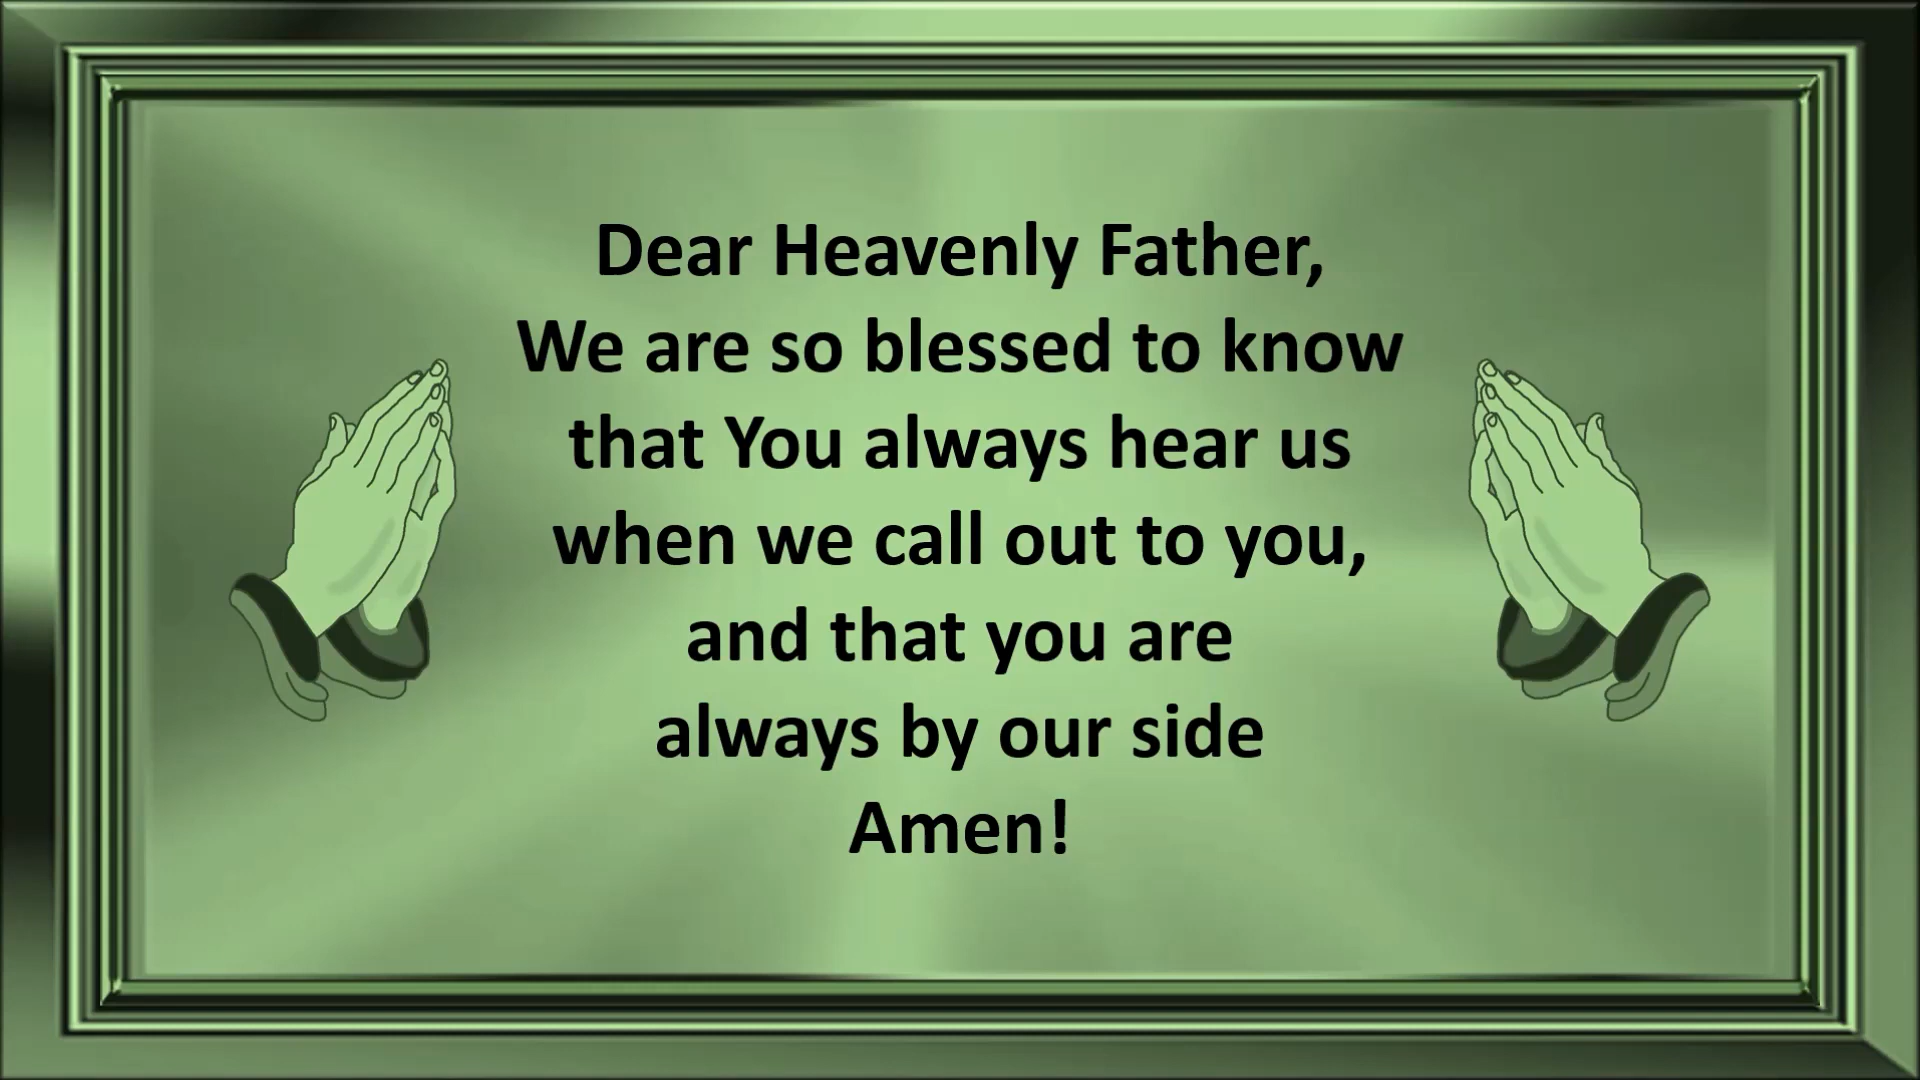 Dear Heavenly Father,
We are so blessed to know
that You always hear us
when we call out to you,
and that you are
always by our side
Amen!